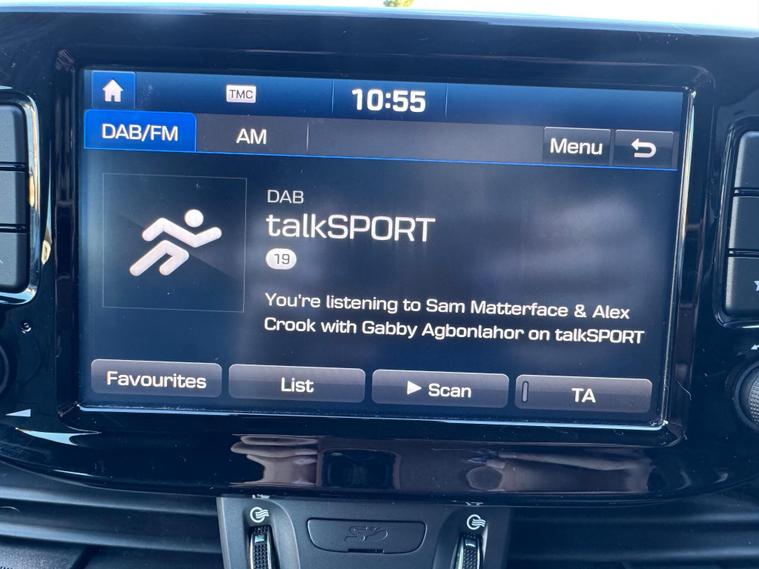 TMC
10:55
DAB/FM
AM
Menu
DAB
talkSPORT
19
You're listening to Sam Matterface & Alex
Crook with Gabby Agbonlahor on talkSPORT
Favourites
List
Scan
TA